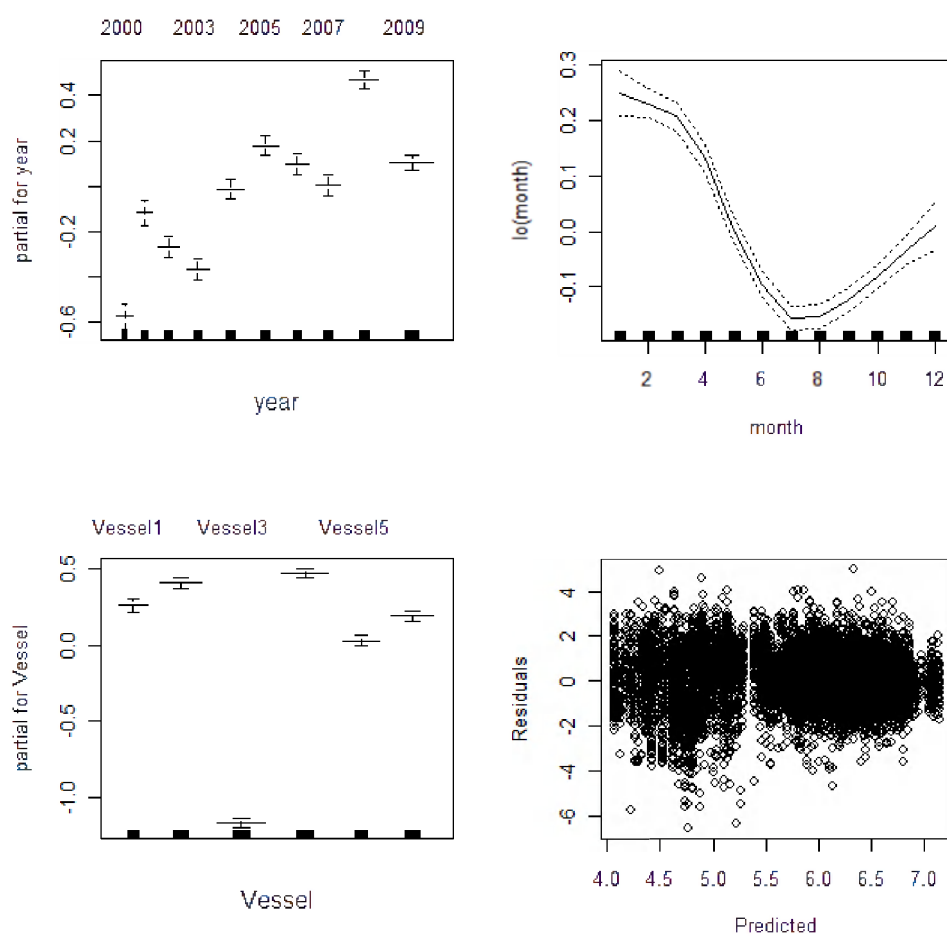 2000 2003 2005 2007 2009
0.4
0.2
-0.2
-0.6
partial for year
year
0.3
0.2
0.1
0.0
-0.1
lo(month)
2 4 6 8 10 12
month
Vessel1 Vessel3 Vessel5
0.5
0.0
-0.5
-1.0
partial for Vessel
Vessel
4
2
0
-2
-4
-6
Residuals
4.0 4.5 5.0 5.5 6.0 6.5 7.0
Predicted